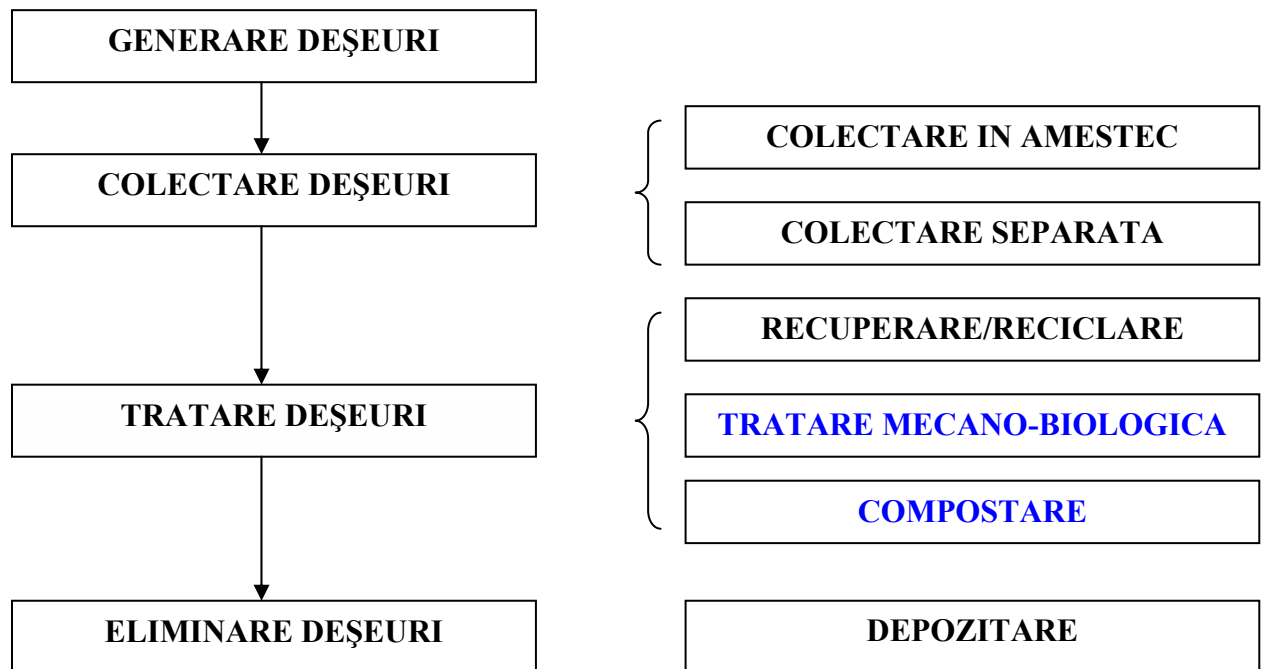 GENERARE DEŞEURI
COLECTARE DEŞEURI
COLECTARE IN AMESTEC
COLECTARE SEPARATA
TRATARE DEŞEURI
RECUPERARE/RECICLARE
TRATARE MECANO-BIOLOGICA
COMPOSTARE
ELIMINARE DEŞEURI
DEPOZITARE